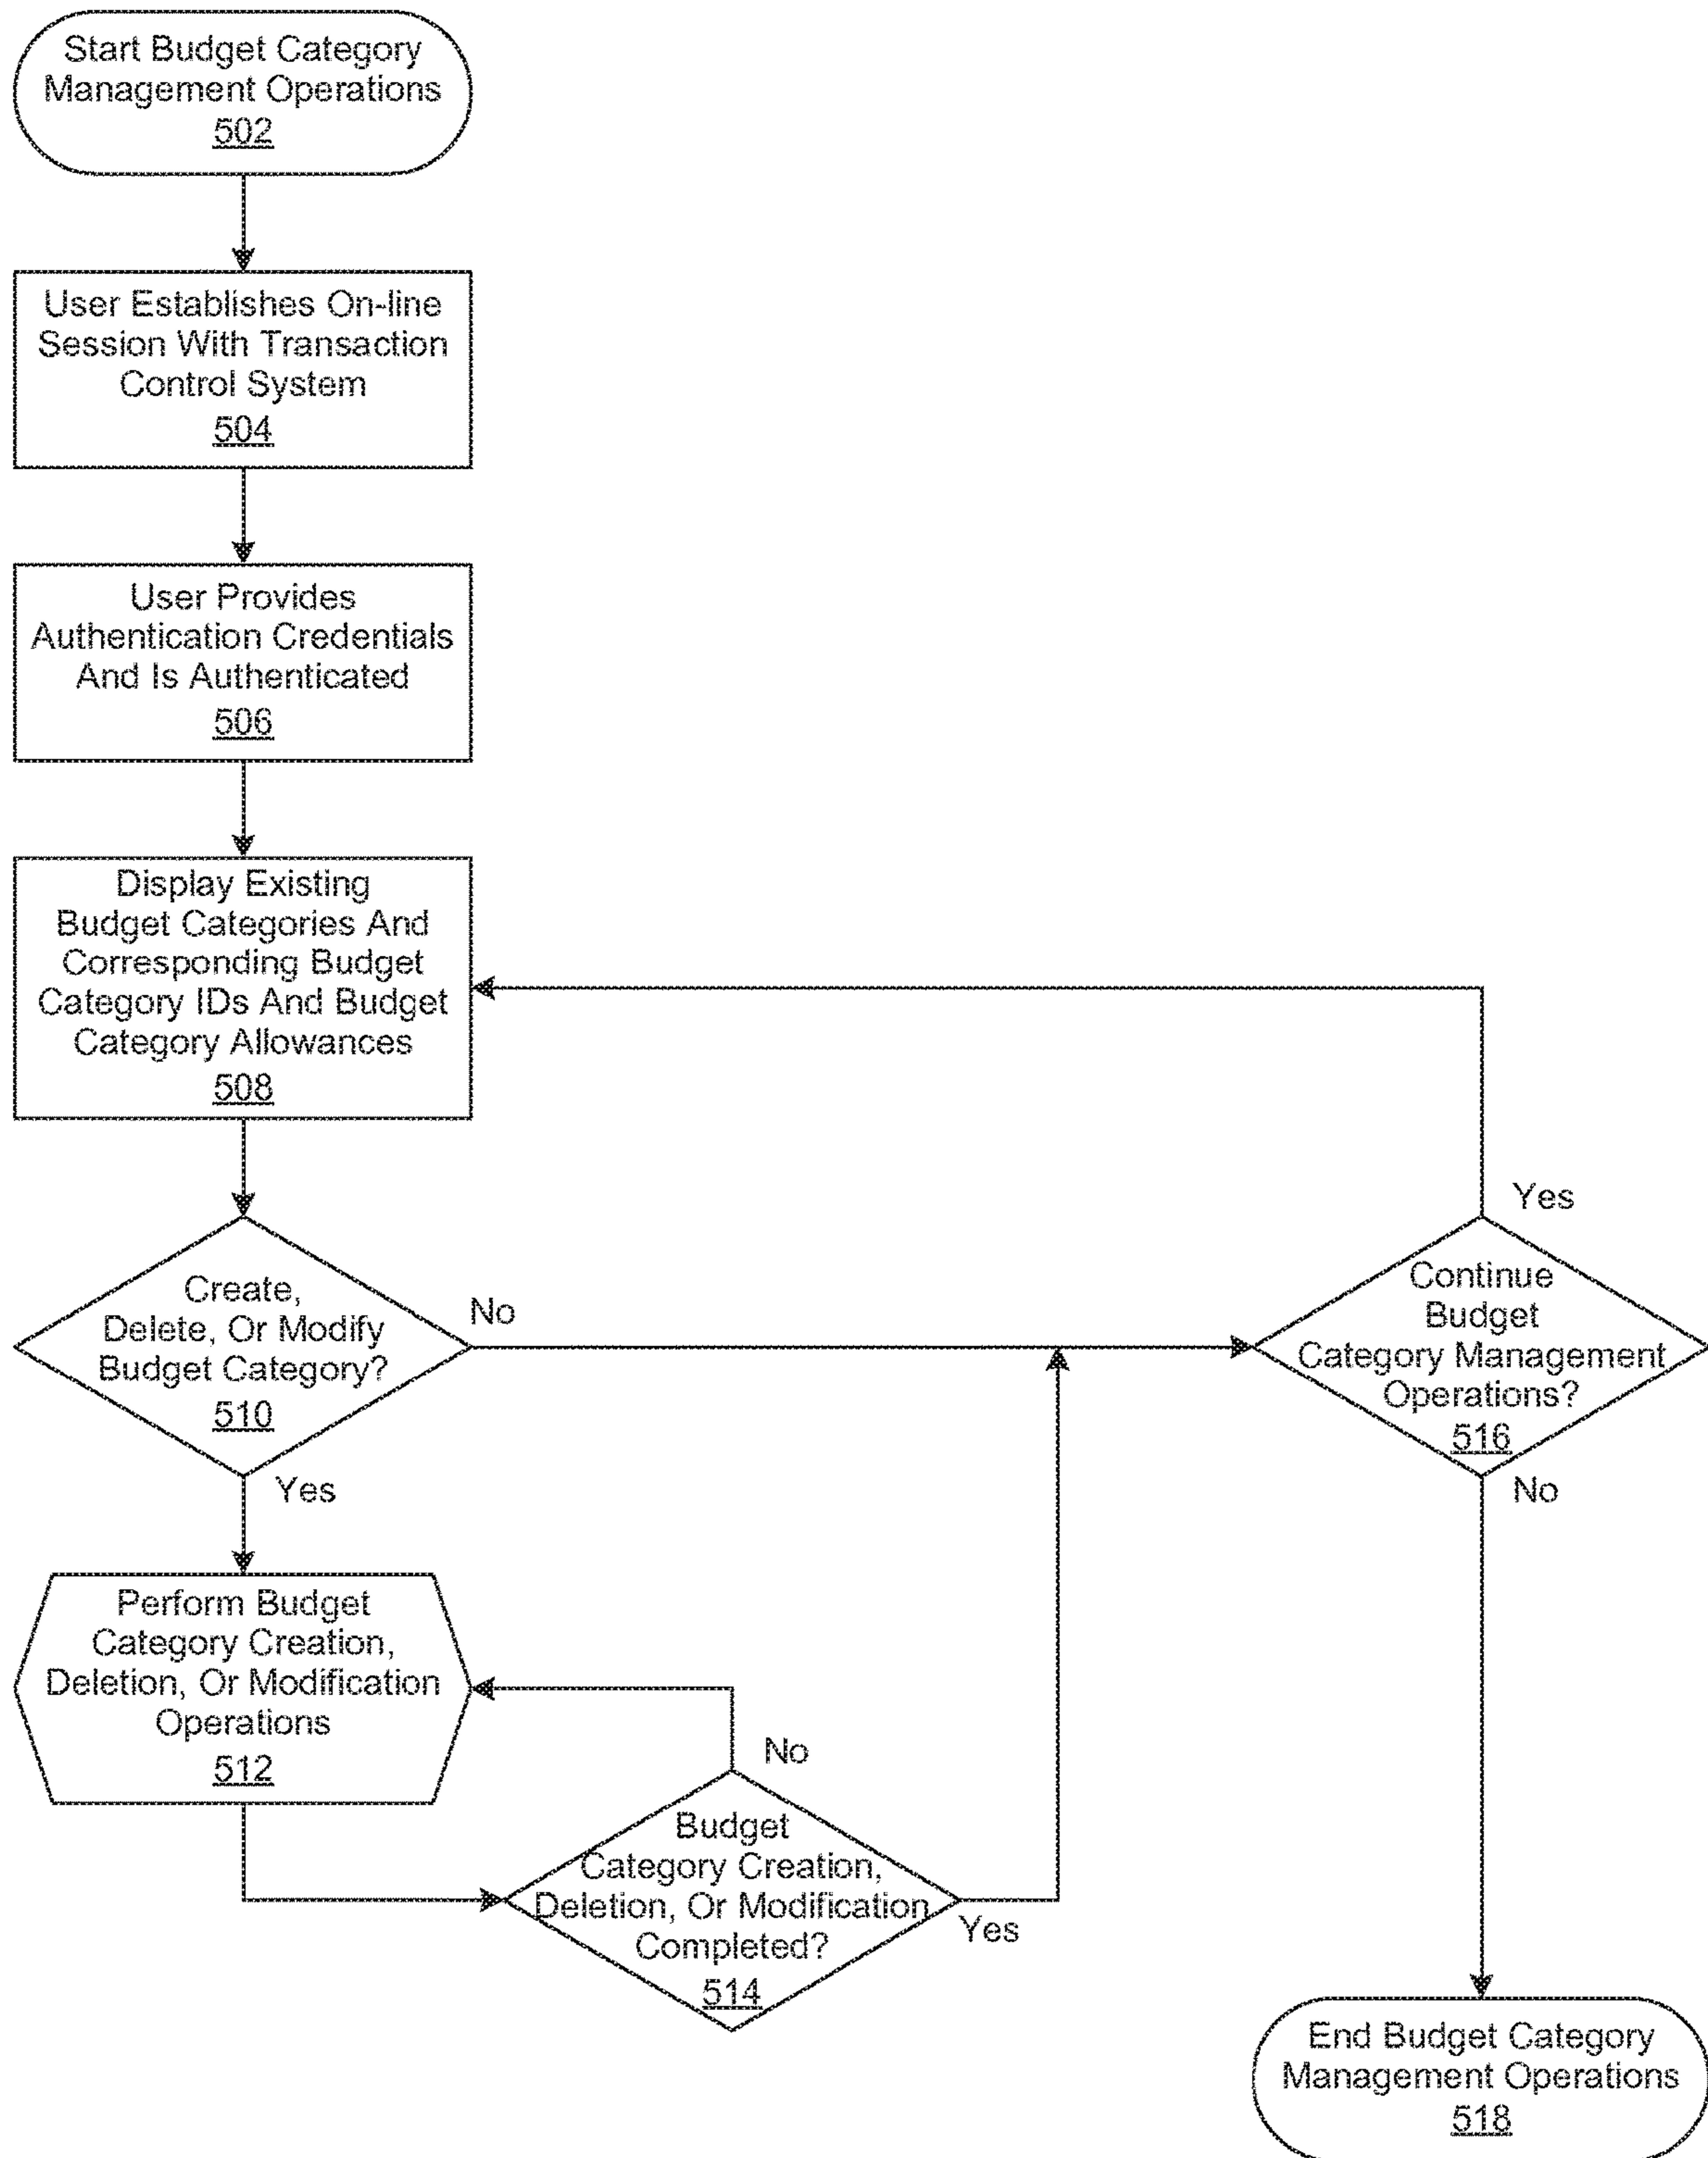 Start Budget Category
Management Operations
502
User Establishes On-line
Session With Transaction
Control System
504
User Provides
Authentication Credentials
And Is Authenticated
506
Display Existing
Budget Categories And
Corresponding Budget
Category IDs And Budget
Category Allowances
508
Create,
Delete, Or Modify
Budget Category?
510
No
Yes
Continue
Budget
Category Management
Operations?
516
Yes
No
Perform Budget
Category Creation,
Deletion, Or Modification
Operations
512
No
Budget
Category Creation,
Deletion, Or Modification
Completed?
514
Yes
End Budget Category
Management Operations
518